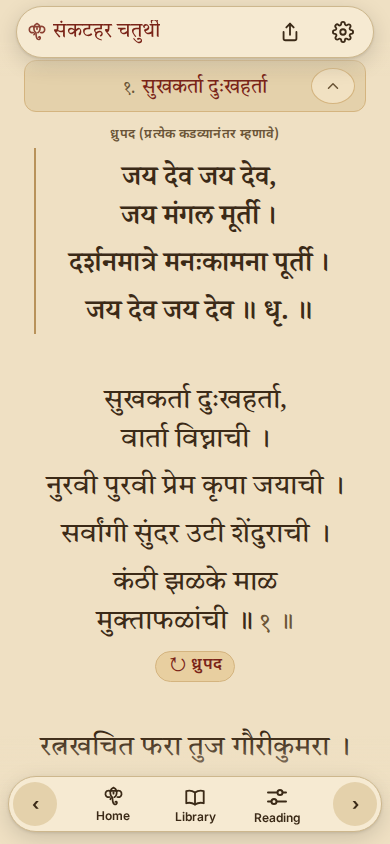 संकटहर चतुर्थी
१. सुखकर्ता दुःखहर्ता
ध्रुपद (प्रत्येक कडव्यानंतर म्हणावे)
जय देव जय देव,
जय मंगल मूर्ती ।
दर्शनमात्रे मनःकामना पूर्ती ।
जय देव जय देव ॥ धृ. ॥
सुखकर्ता दुःखहर्ता,
वार्ता विघ्नाची ।
नुरवी पुरवी प्रेम कृपा जयाची ।
सर्वांगी सुंदर उटी शेंदुराची ।
कंठी झळके माळ
मुक्ताफळांची ॥ १ ॥
ध्रुपद
रत्नखचित फरा तुज गौरीकुमरा ।
Home Library Reading